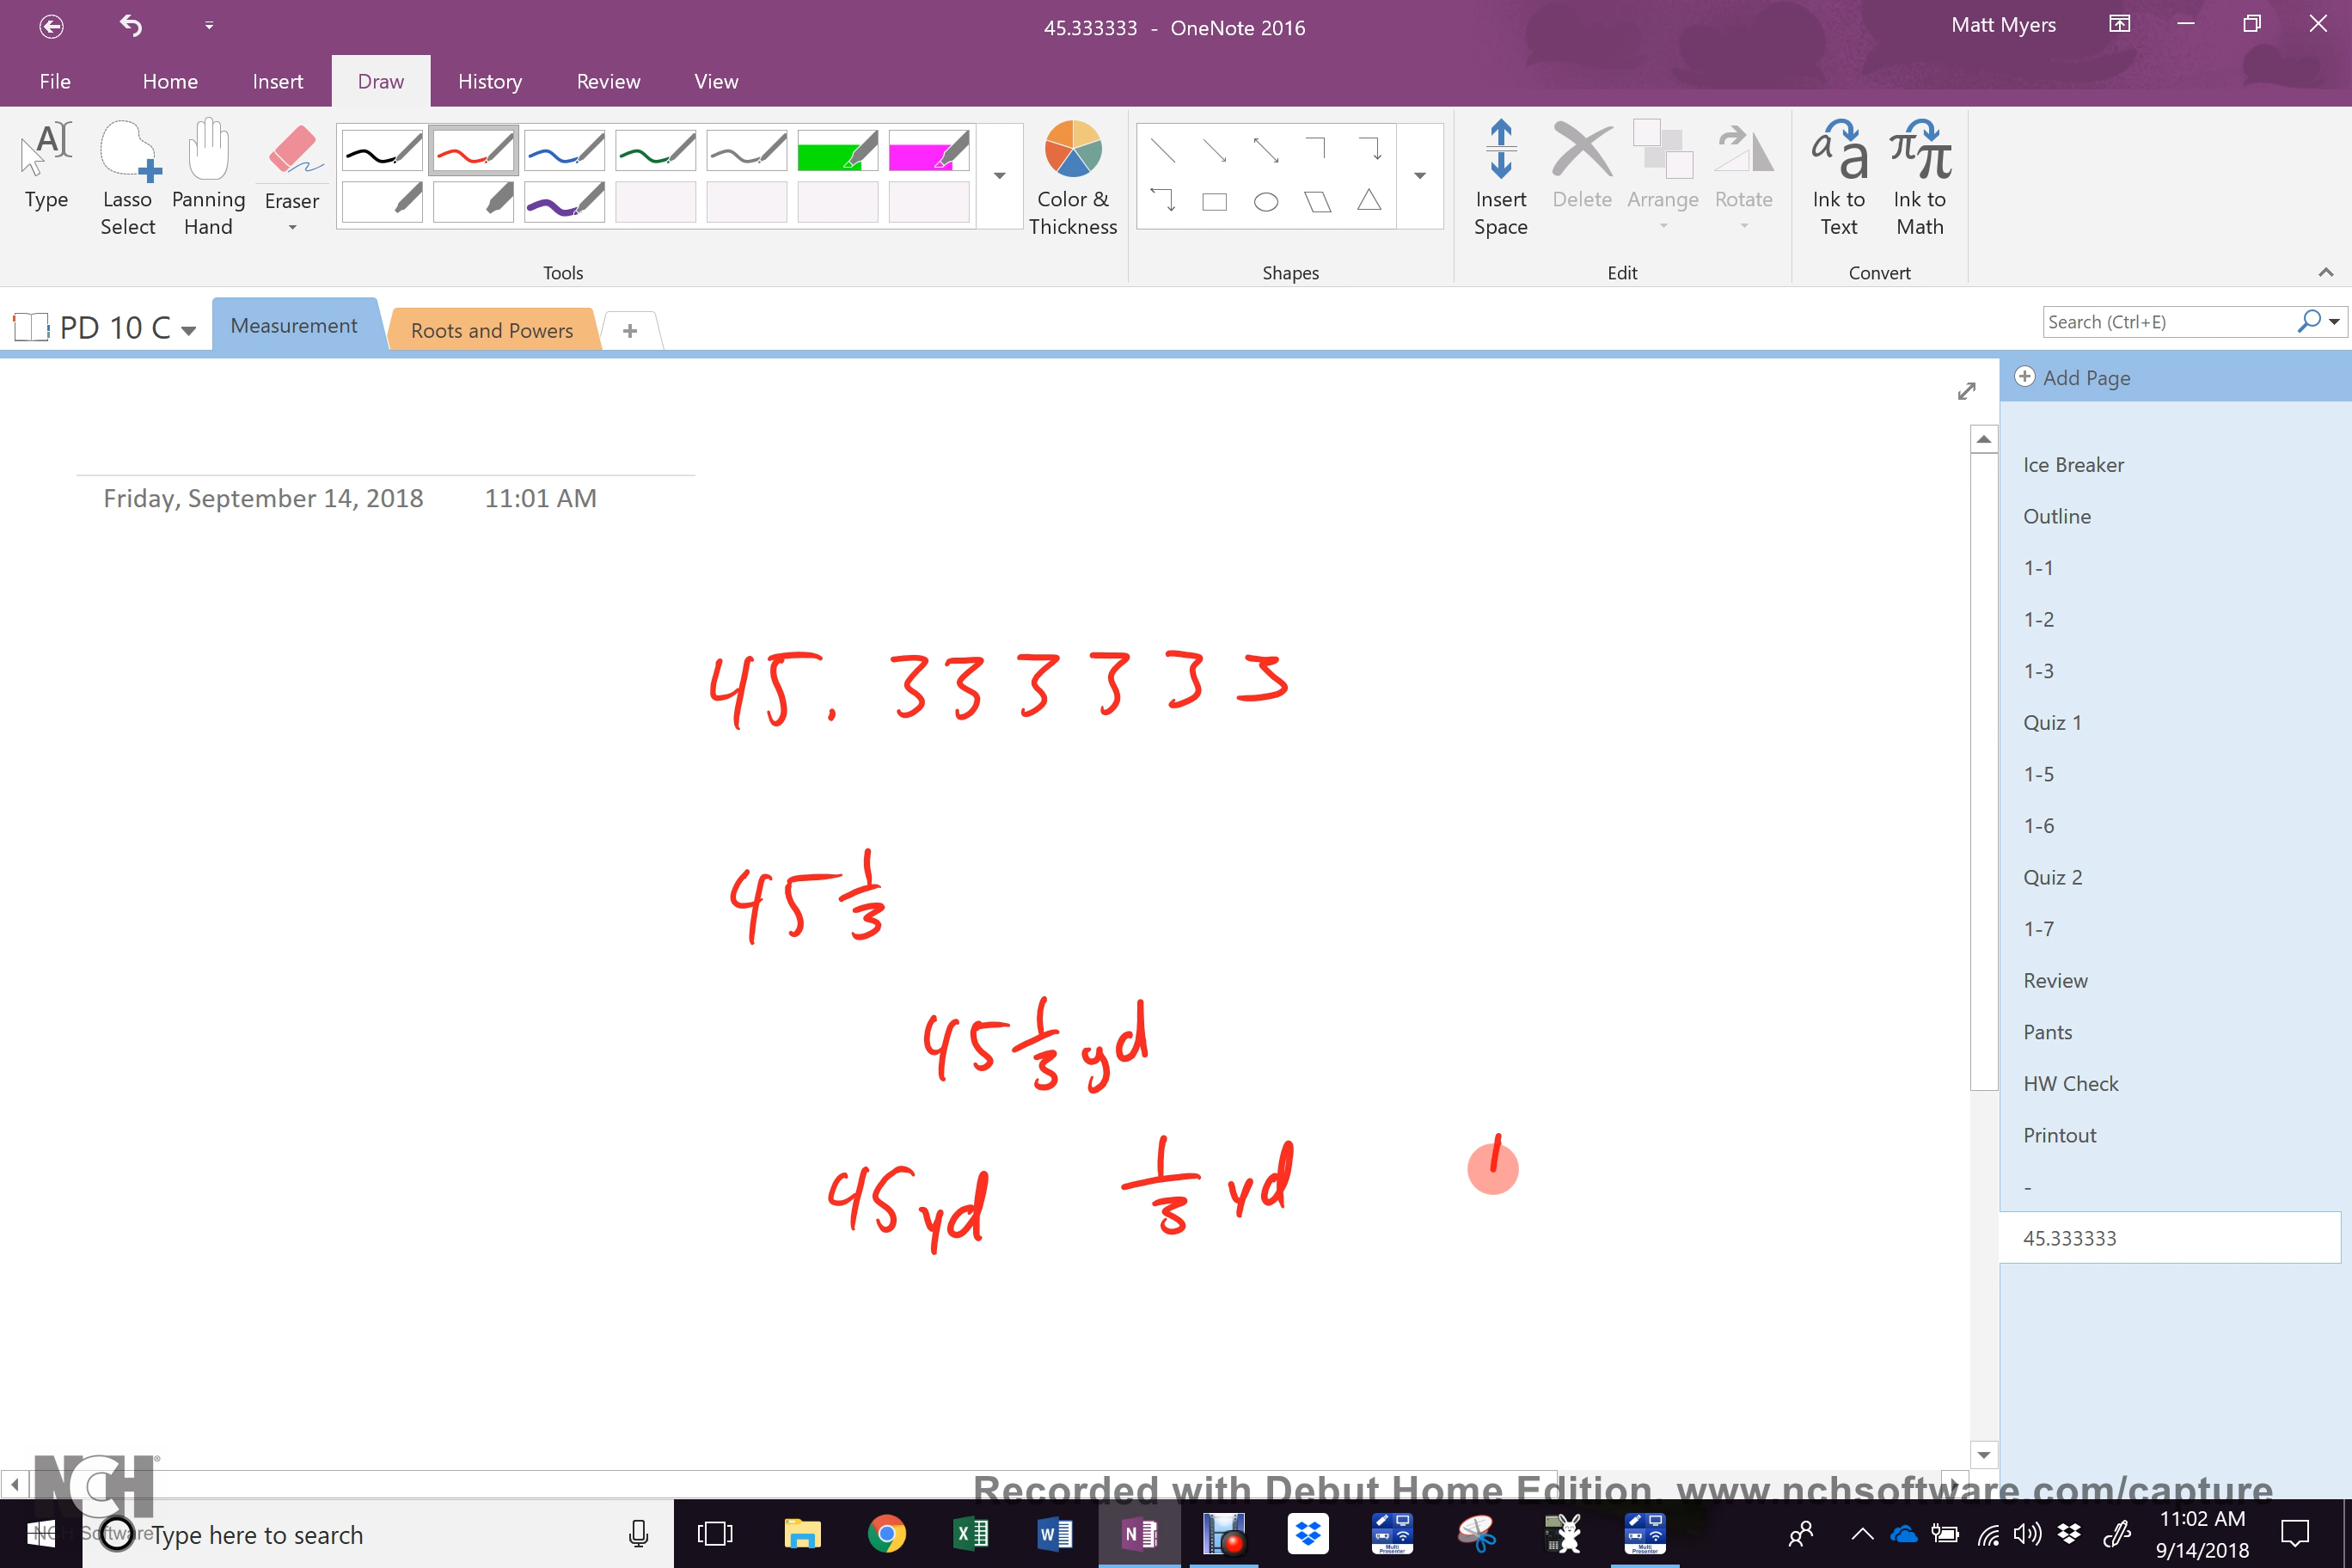 45.333333 - OneNote 2016
Matt Myers
File Home Insert Draw History Review View
Type
Lasso Select
Panning Hand
Eraser
Color & Thickness
Insert Space
Delete
Arrange
Rotate
Ink to Text
Ink to Math
Tools
Shapes
Edit
Convert
PD 10 C
Measurement
Roots and Powers
Search (Ctrl+E)
Add Page
Friday, September 14, 2018 11:01 AM
45.333333
45 1/3
45 1/3 yd
45 yd 1/3 yd 1
Ice Breaker
Outline
1-1
1-2
1-3
Quiz 1
1-5
1-6
Quiz 2
1-7
Review
Pants
HW Check
Printout
-
45.333333
NCH®
NCH Software
Recorded with Debut Home Edition. www.nchsoftware.com/capture
Type here to search
11:02 AM
9/14/2018